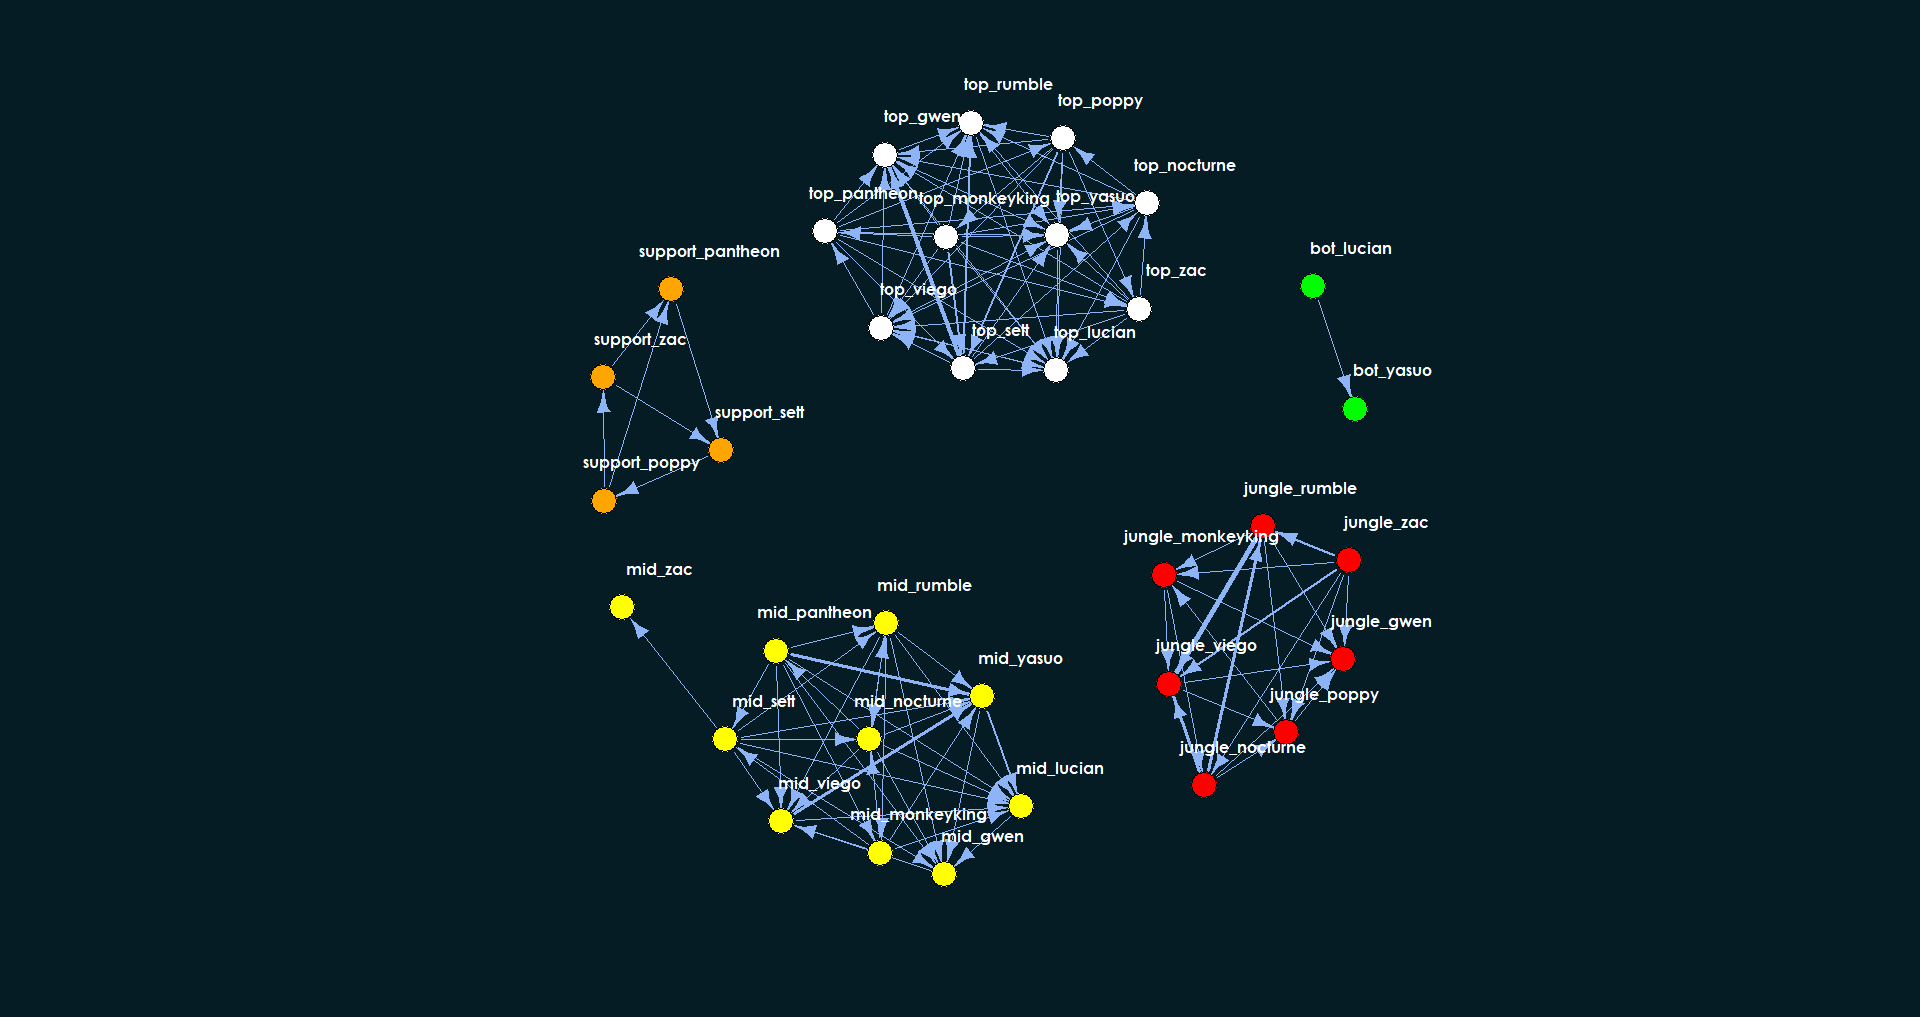 top_rumble
top_poppy
top_gwen
top_nocturne
top_pantheon
top_monkeyking
top_yasuo
top_zac
top_viego
top_sett
top_lucian
support_pantheon
support_zac
support_sett
support_poppy
bot_lucian
bot_yasuo
jungle_rumble
jungle_zac
jungle_monkeyking
jungle_gwen
jungle_viego
jungle_poppy
jungle_nocturne
mid_zac
mid_rumble
mid_pantheon
mid_yasuo
mid_sett
mid_nocturne
mid_lucian
mid_viego
mid_monkeyking
mid_gwen